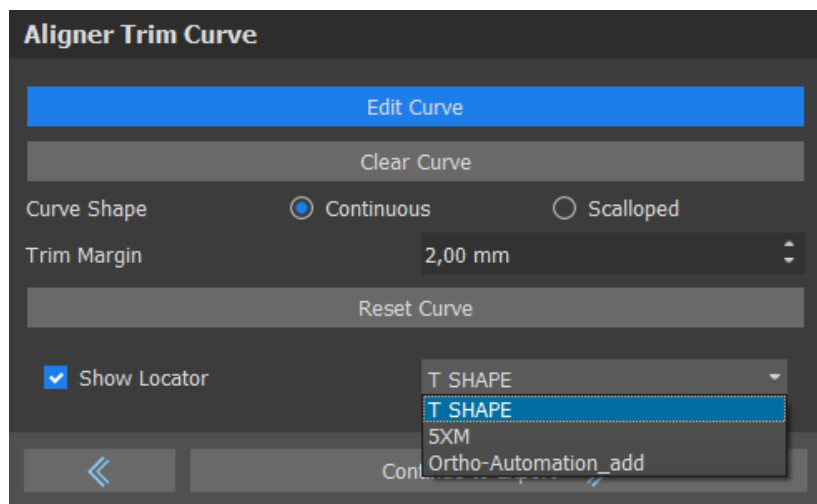 Aligner Trim Curve
Edit Curve
Clear Curve
Curve Shape Continuous Scalloped
Trim Margin 2,00 mm
Reset Curve
Show Locator T SHAPE
T SHAPE
5XM
Ortho-Automation_add